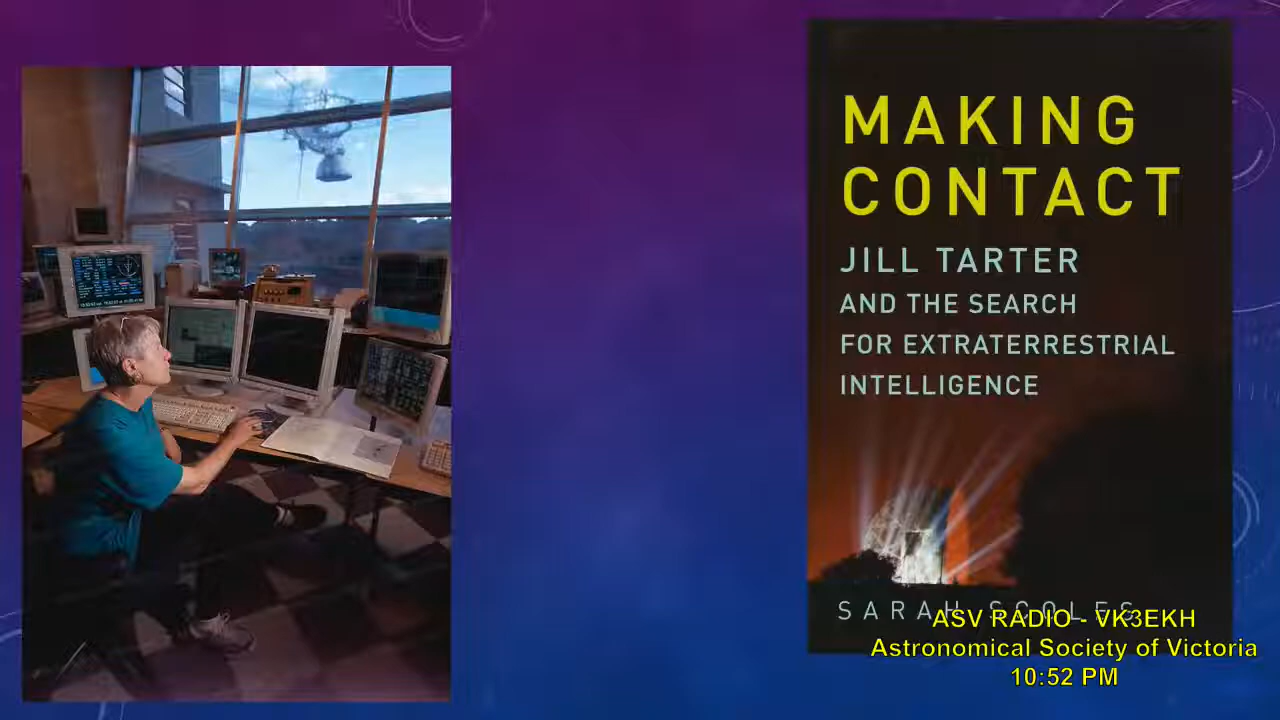 MAKING
CONTACT
JILL TARTER
AND THE SEARCH
FOR EXTRATERRESTRIAL
INTELLIGENCE
SARAH SCOLES
ASV RADIO - VK3EKH
Astronomical Society of Victoria
10:52 PM